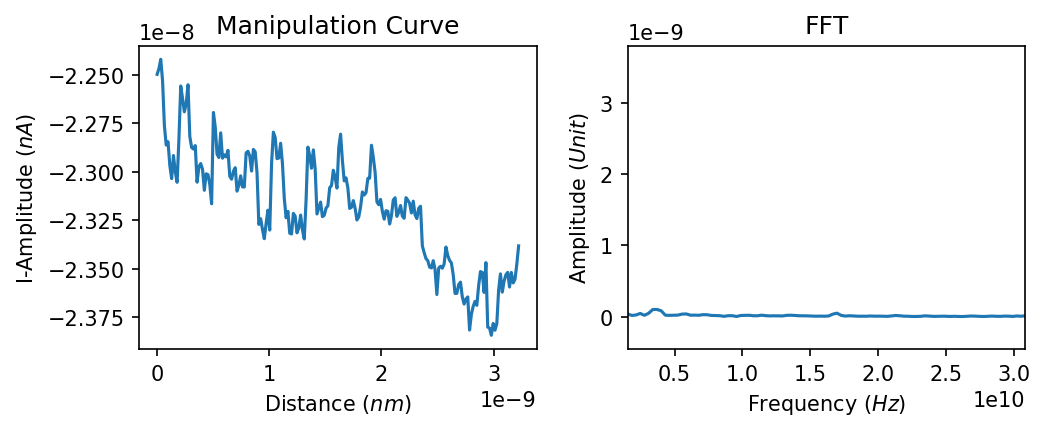 Manipulation Curve
1e−8
I-Amplitude (nA)
−2.250
−2.275
−2.300
−2.325
−2.350
−2.375
0
1
2
3
1e−9
Distance (nm)
FFT
1e−9
Amplitude (Unit)
3
2
1
0
0.5
1.0
1.5
2.0
2.5
3.0
1e10
Frequency (Hz)